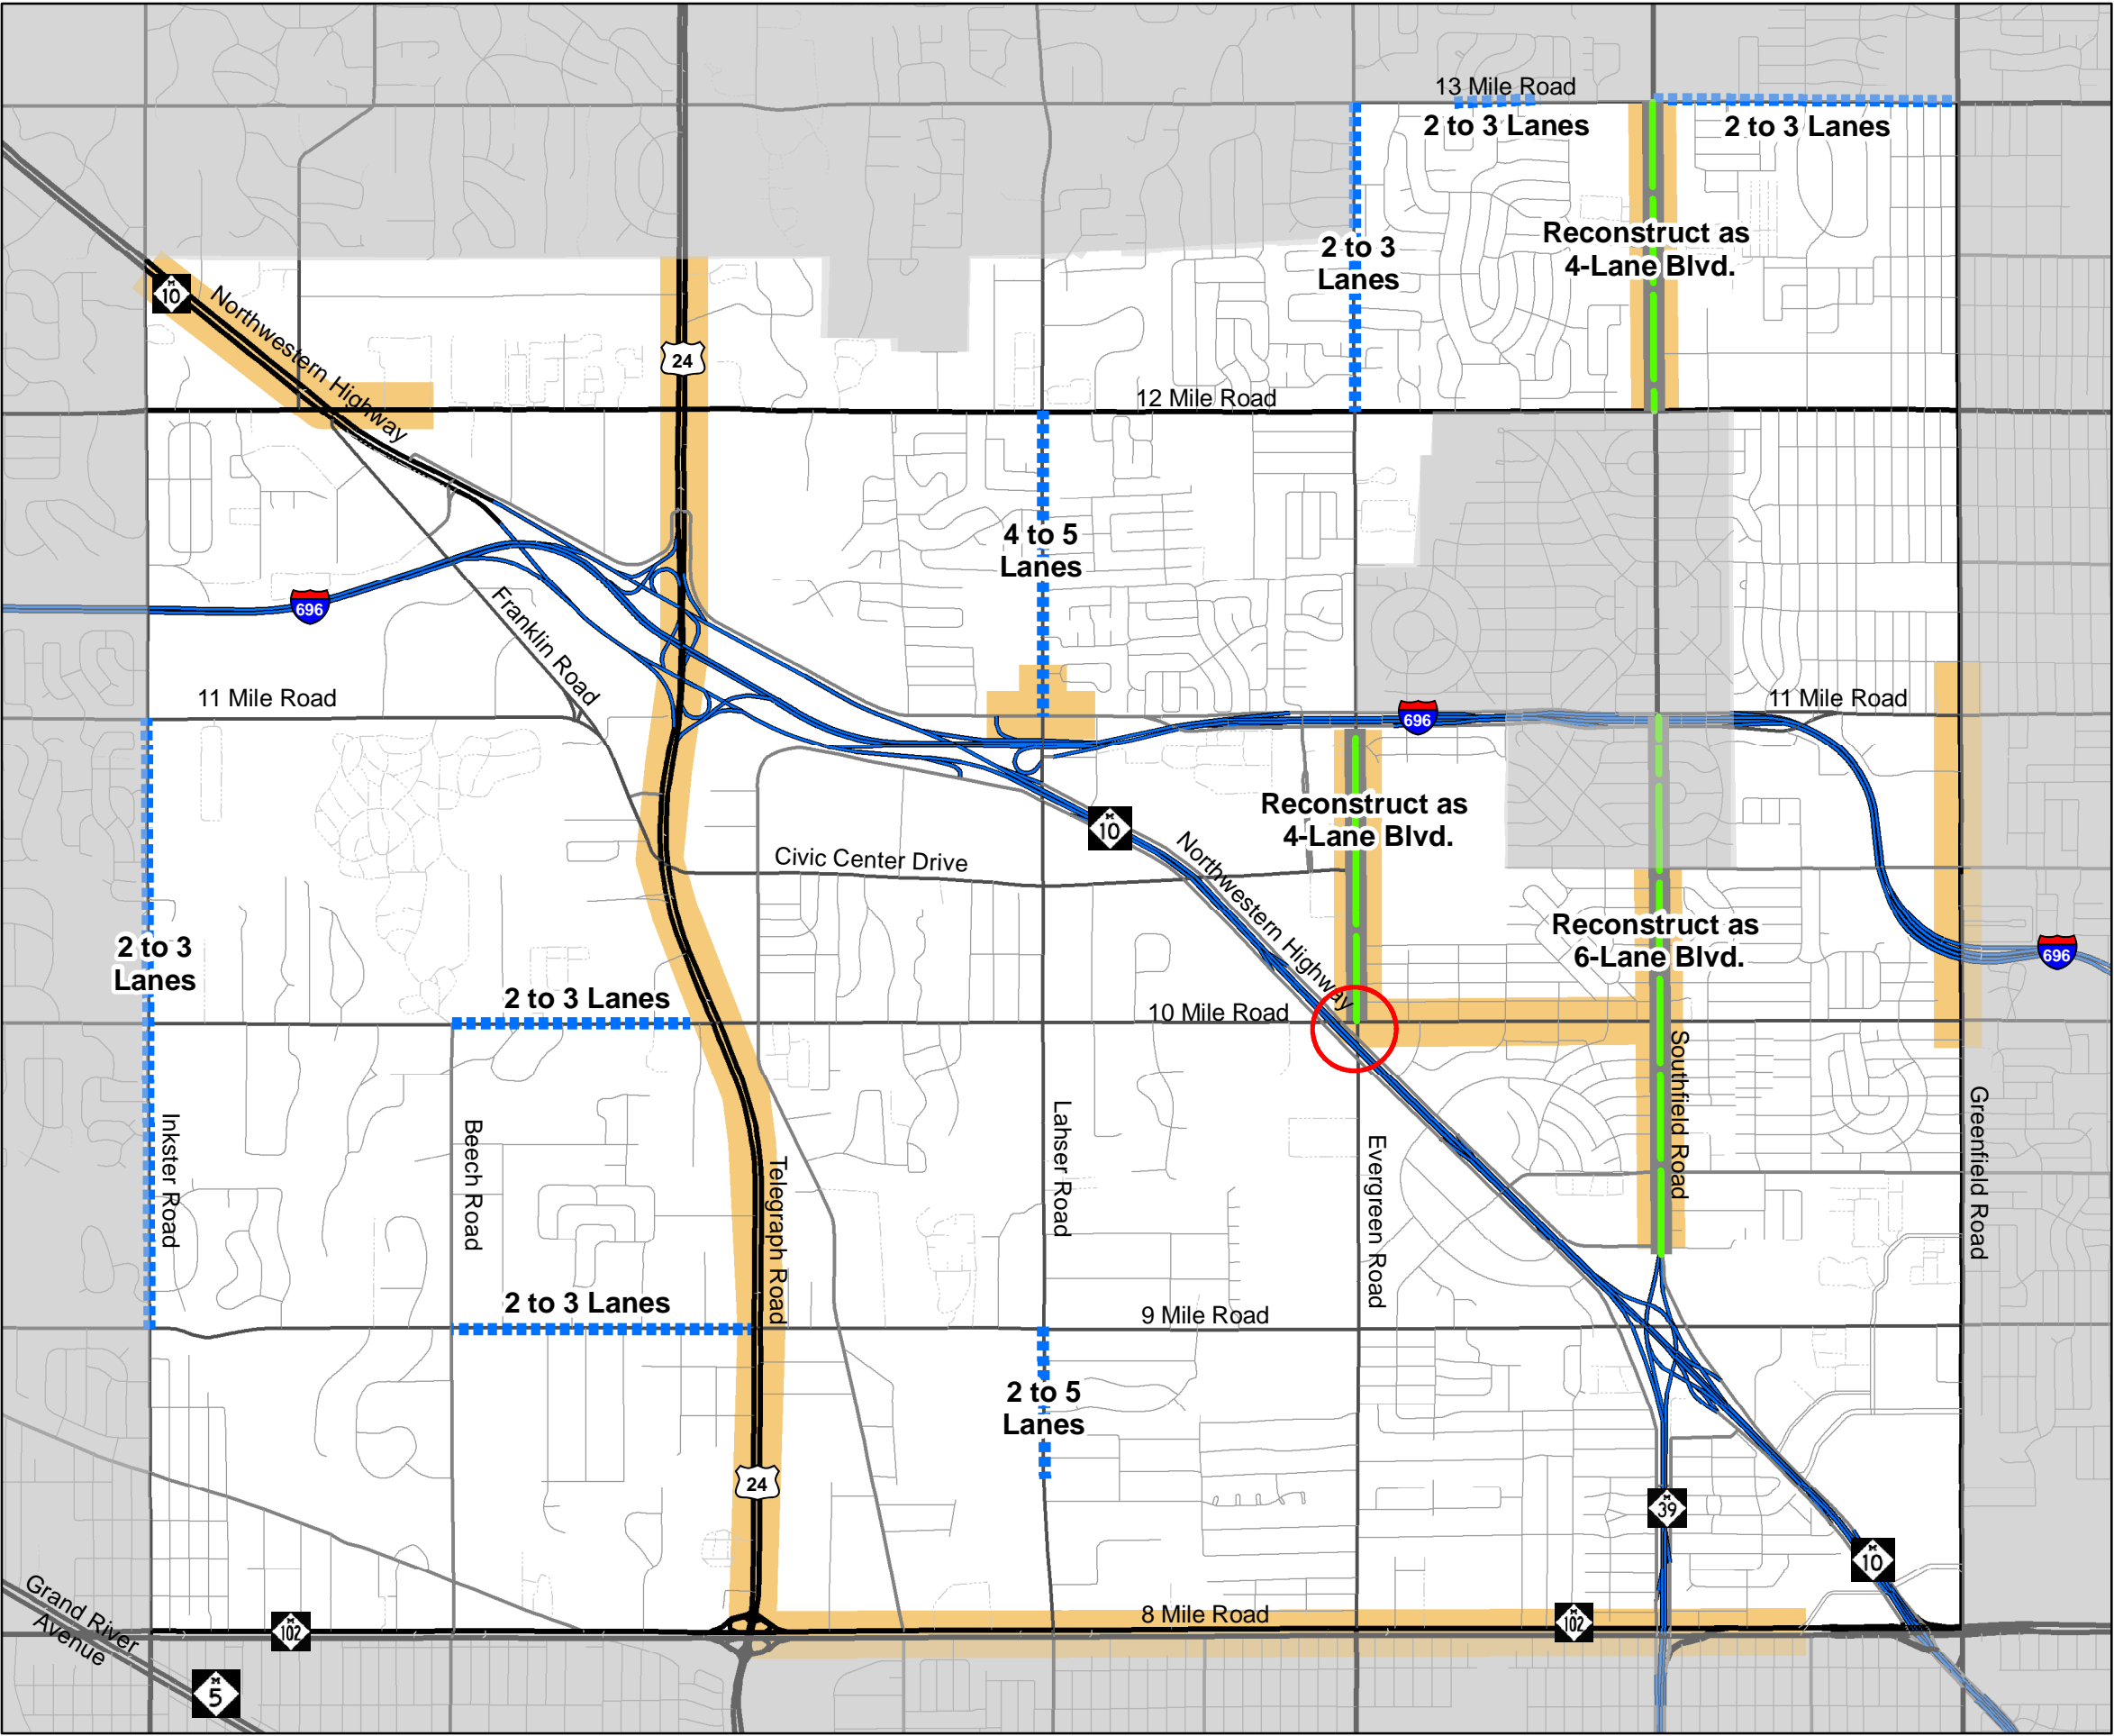 13 Mile Road
2 to 3 Lanes
2 to 3 Lanes
2 to 3
Lanes
Reconstruct as
4-Lane Blvd.
M
10
Northwestern Highway
24
12 Mile Road
4 to 5
Lanes
696
Franklin Road
11 Mile Road
11 Mile Road
696
Reconstruct as
4-Lane Blvd.
M
10
Northwestern Highway
Civic Center Drive
2 to 3
Lanes
Reconstruct as
6-Lane Blvd.
696
2 to 3 Lanes
10 Mile Road
Southfield Road
Inkster Road
Beech Road
Telegraph Road
Lahser Road
Evergreen Road
Greenfield Road
2 to 3 Lanes
9 Mile Road
2 to 5
Lanes
24
M
39
M
10
Grand River
Avenue
M
102
8 Mile Road
M
102
M
5